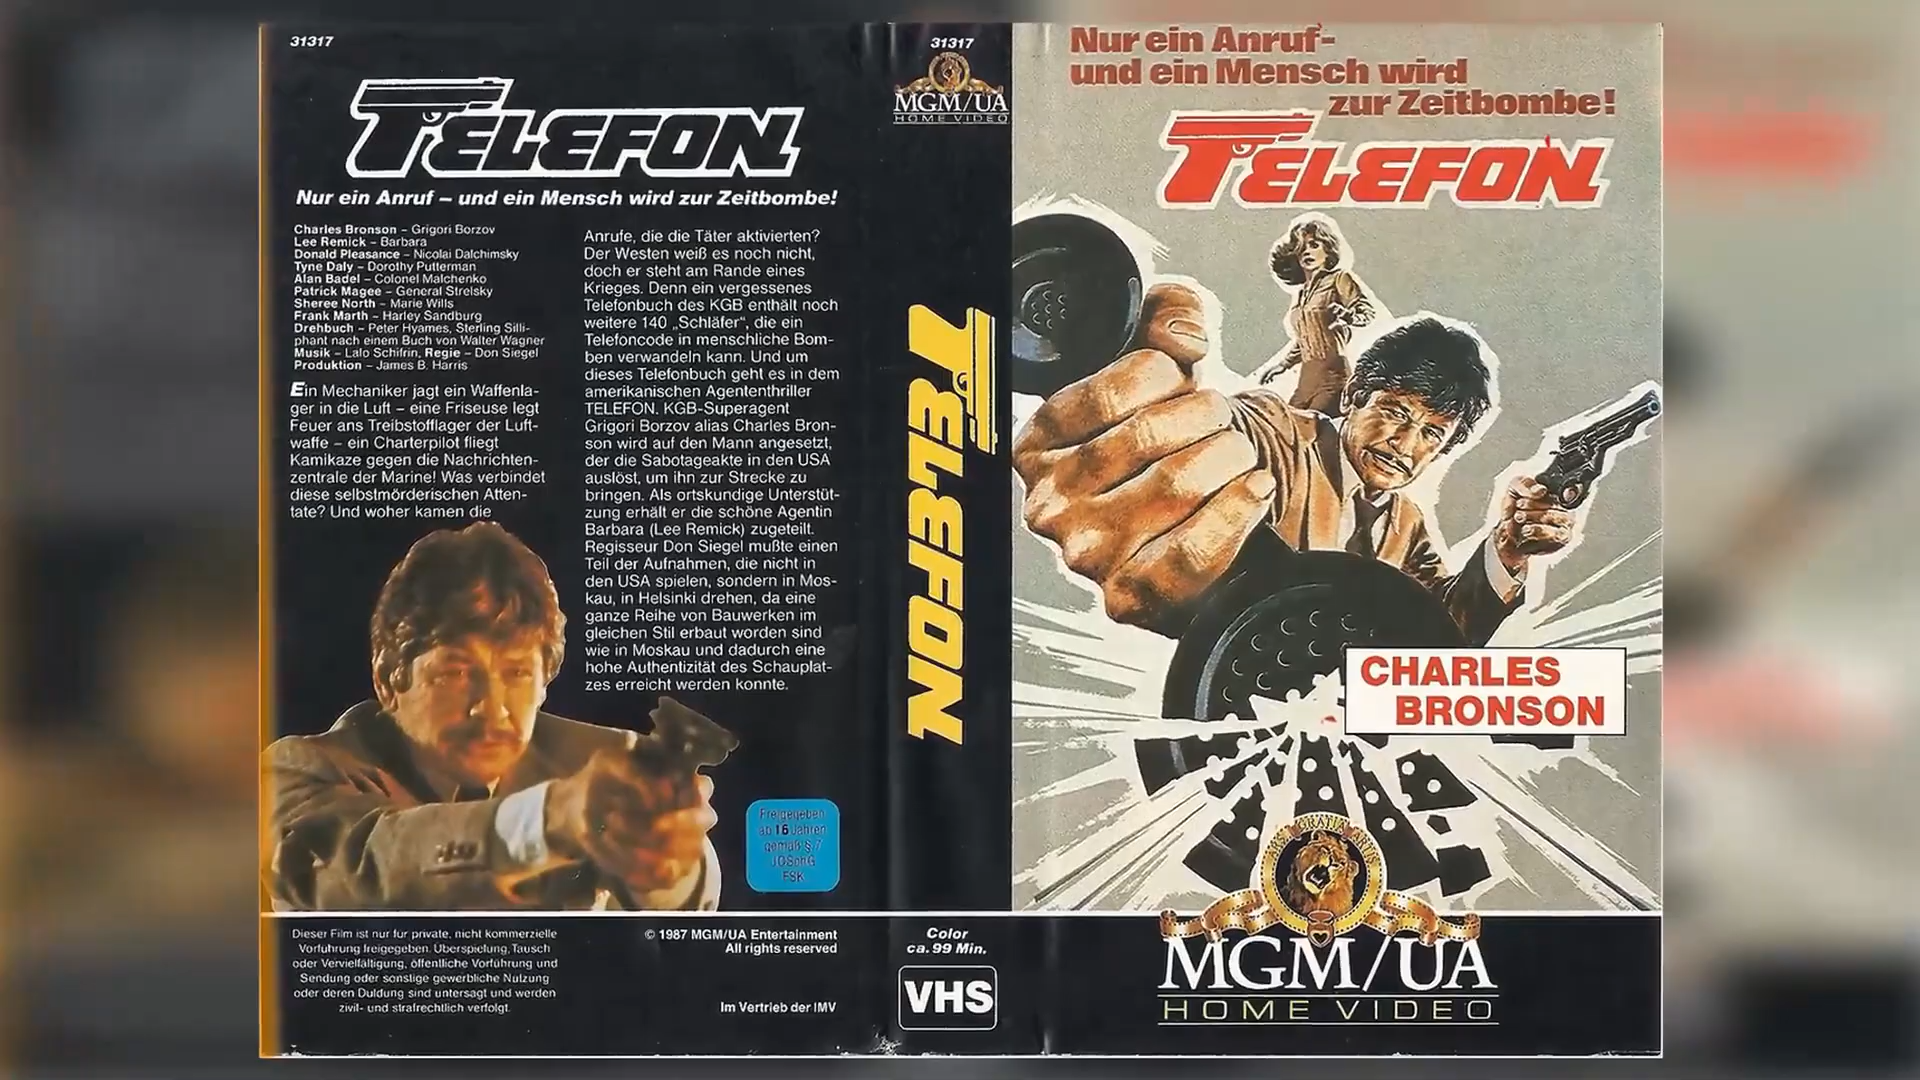 31317
TELEFON
Nur ein Anruf – und ein Mensch wird zur Zeitbombe!
Charles Bronson – Grigori Borzov
Lee Remick – Barbara
Donald Pleasance – Nicolai Dalchimsky
Tyne Daly – Dorothy Putterman
Alan Badel – Colonel Malchenko
Patrick Magee – General Strelsky
Sheree North – Marie Wills
Frank Marth – Harley Sandburg
Drehbuch – Peter Hyames, Sterling Silli-
phant nach einem Buch von Walter Wagner
Musik – Lalo Schifrin, Regie – Don Siegel
Produktion – James B. Harris
Ein Mechaniker jagt ein Waffenla-
ger in die Luft – eine Friseuse legt
Feuer ans Treibstofflager der Luft-
waffe – ein Charterpilot fliegt
Kamikaze gegen die Nachrichten-
zentrale der Marine! Was verbindet
diese selbstmörderischen Atten-
tate? Und woher kamen die
Anrufe, die die Täter aktivierten?
Der Westen weiß es noch nicht,
doch er steht am Rande eines
Krieges. Denn ein vergessenes
Telefonbuch des KGB enthält noch
weitere 140 „Schläfer“, die ein
Telefoncode in menschliche Bom-
ben verwandeln kann. Und um
dieses Telefonbuch geht es in dem
amerikanischen Agententhriller
TELEFON. KGB-Superagent
Grigori Borzov alias Charles Bron-
son wird auf den Mann angesetzt,
der die Sabotageakte in den USA
auslöst, um ihn zur Strecke zu
bringen. Als ortskundige Unterstüt-
zung erhält er die schöne Agentin
Barbara (Lee Remick) zugeteilt.
Regisseur Don Siegel mußte einen
Teil der Aufnahmen, die nicht in
den USA spielen, sondern in Mos-
kau, in Helsinki drehen, da eine
ganze Reihe von Bauwerken im
gleichen Stil erbaut worden sind
wie in Moskau und dadurch eine
hohe Authentizität des Schauplat-
zes erreicht werden konnte.
Freigegeben
ab 16 Jahren
gemäß § 7
JÖSchG
FSK
Dieser Film ist nur für private, nicht kommerzielle
Vorführung freigegeben. Überspielung, Tausch
oder Vervielfältigung, öffentliche Vorführung und
Sendung oder sonstige gewerbliche Nutzung
oder deren Duldung sind untersagt und werden
zivil- und strafrechtlich verfolgt.
© 1987 MGM/UA Entertainment
All rights reserved
Im Vertrieb der IMV
31317
MGM/UA
HOME VIDEO
TELEFON
Color
ca. 99 Min.
VHS
Nur ein Anruf-
und ein Mensch wird
zur Zeitbombe!
TELEFON
CHARLES
BRONSON
GRATIA ARTIS
MGM/UA
HOME VIDEO